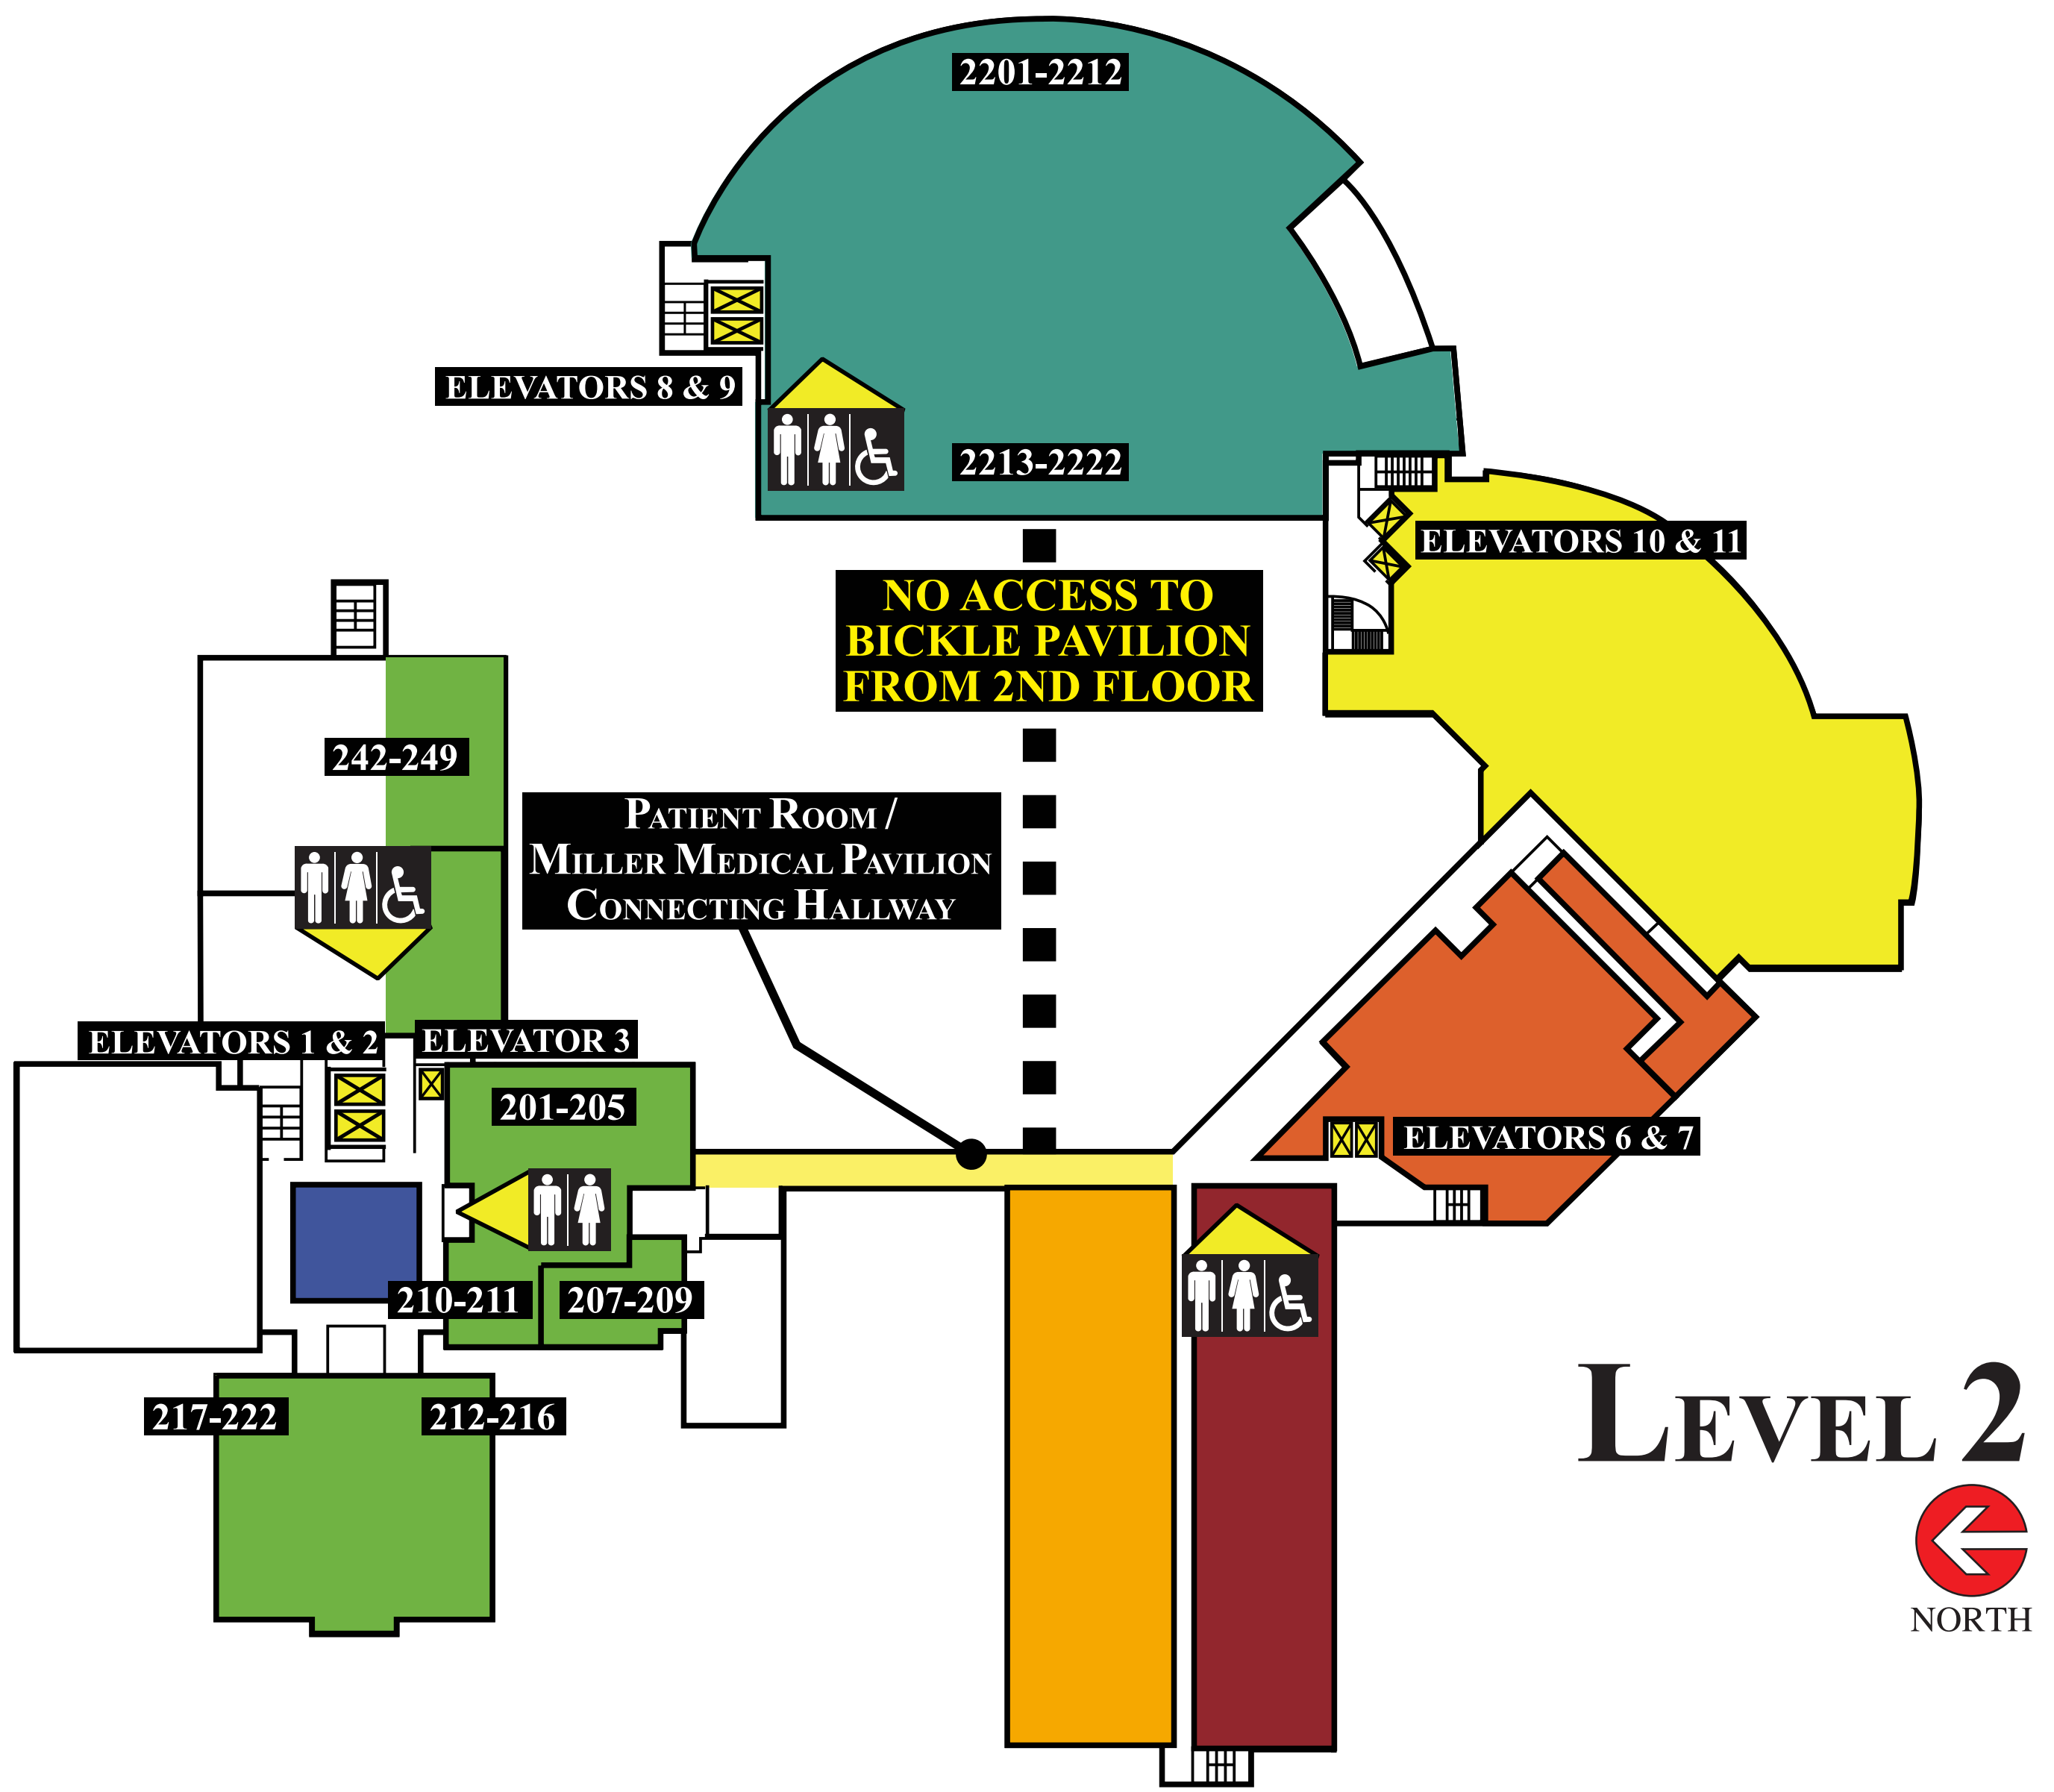 2201-2212
ELEVATORS 8 & 9
2213-2222
ELEVATORS 10 & 11
NO ACCESS TO
BICKLE PAVILION
FROM 2ND FLOOR
242-249
PATIENT ROOM /
MILLER MEDICAL PAVILION
CONNECTING HALLWAY
ELEVATORS 1 & 2
ELEVATOR 3
201-205
ELEVATORS 6 & 7
210-211
207-209
217-222
212-216
LEVEL 2
NORTH